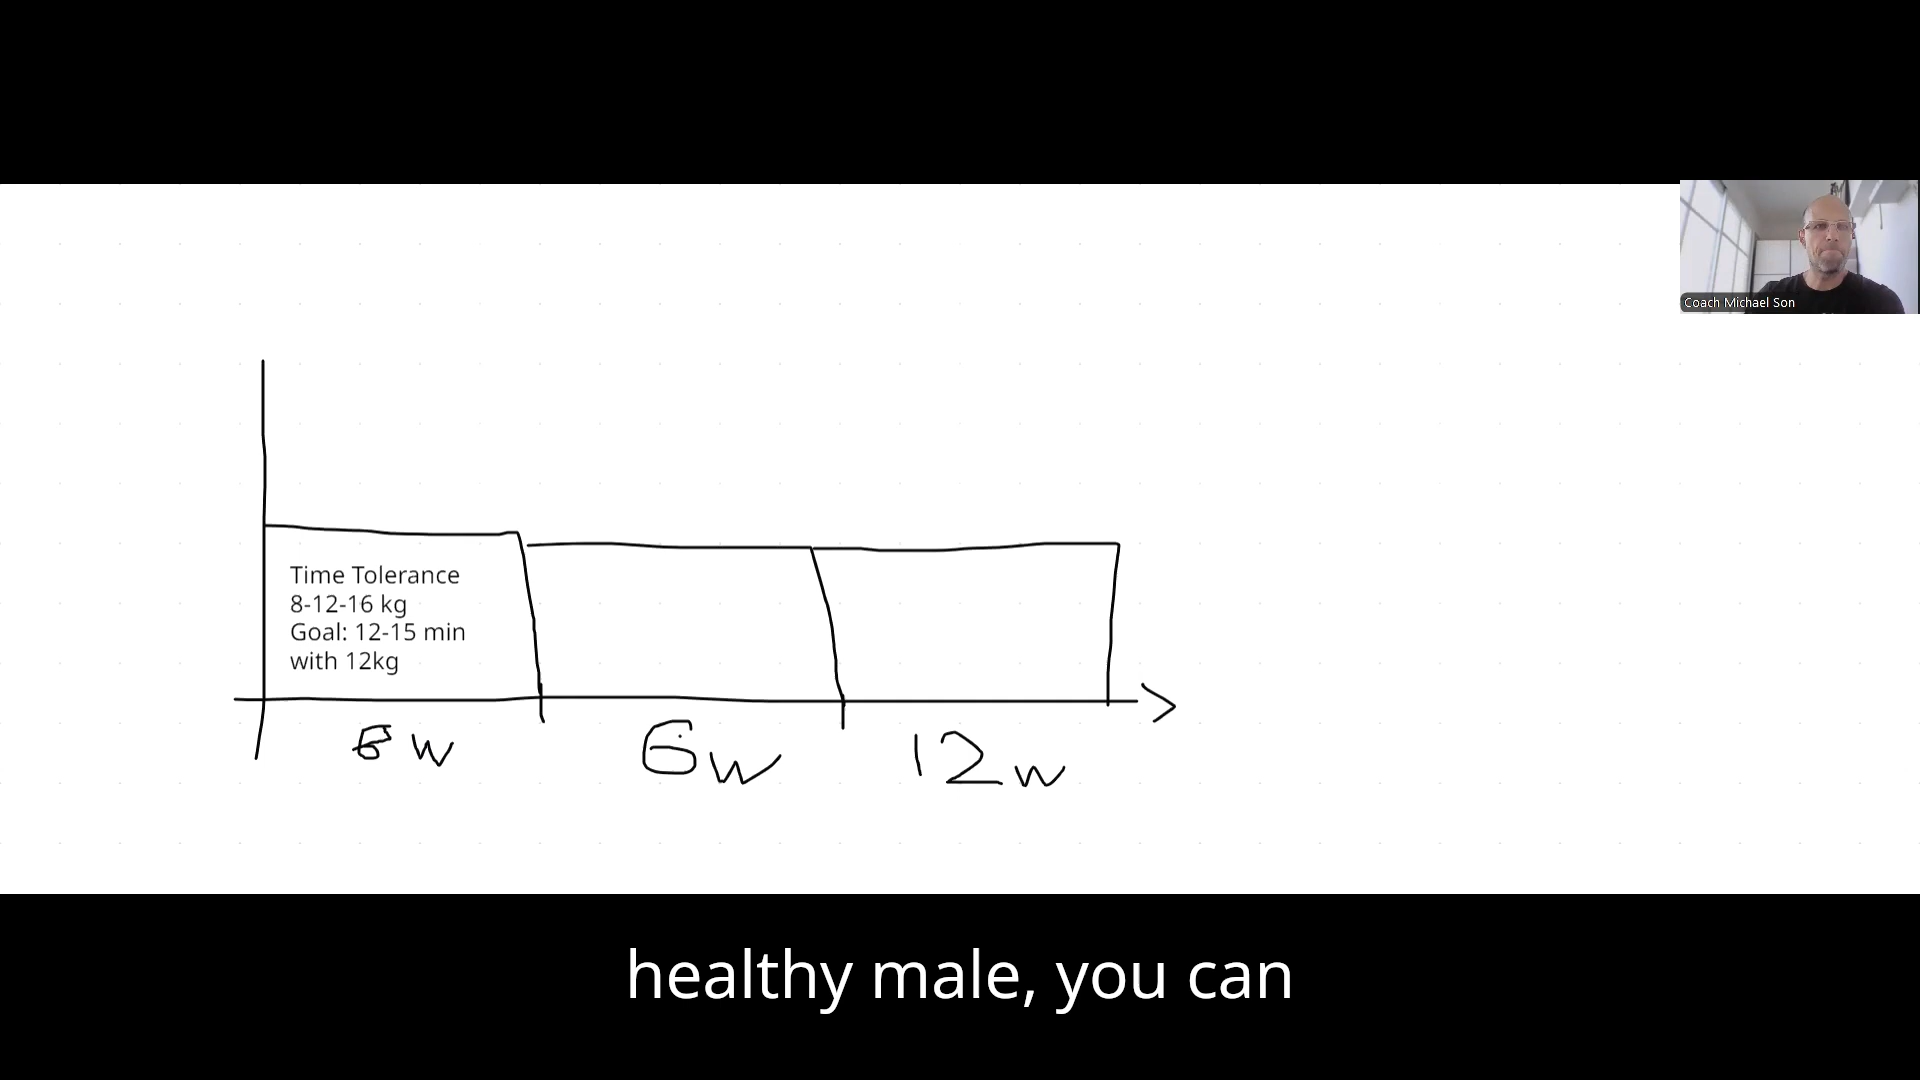 Coach Michael Son
Time Tolerance
8-12-16 kg
Goal: 12-15 min
with 12kg
w
6w
12w
healthy male, you can